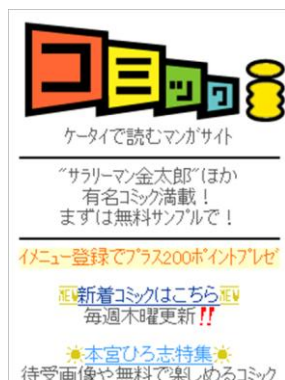 コミックi
ケータイで読むマンガサイト
"サラリーマン金太郎"ほか
有名コミック満載！
まずは無料サンプルで！
iメニュー登録でプラス200ポイントプレゼ
NEW新着コミックはこちらNEW
毎週木曜更新!!
本宮ひろ志特集
待受画像や無料で楽しめるコミック